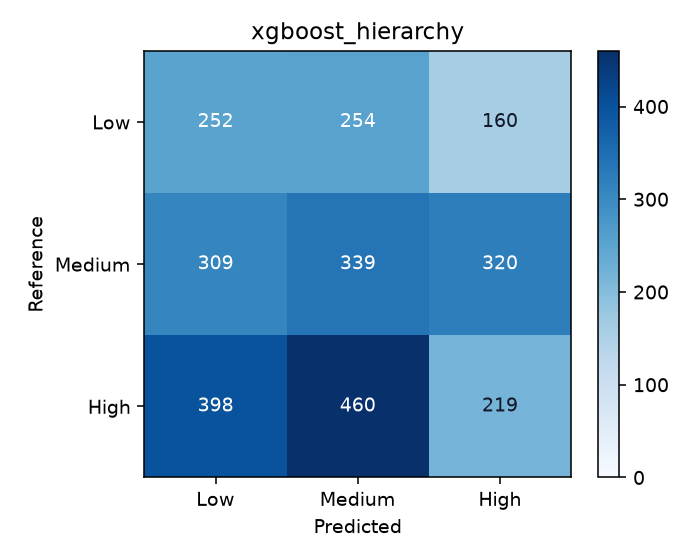 xgboost_hierarchy
Low 252 254 160 400
300
Medium 309 339 320
200
High 398 460 219 100
0
Low Medium High
Predicted
Reference